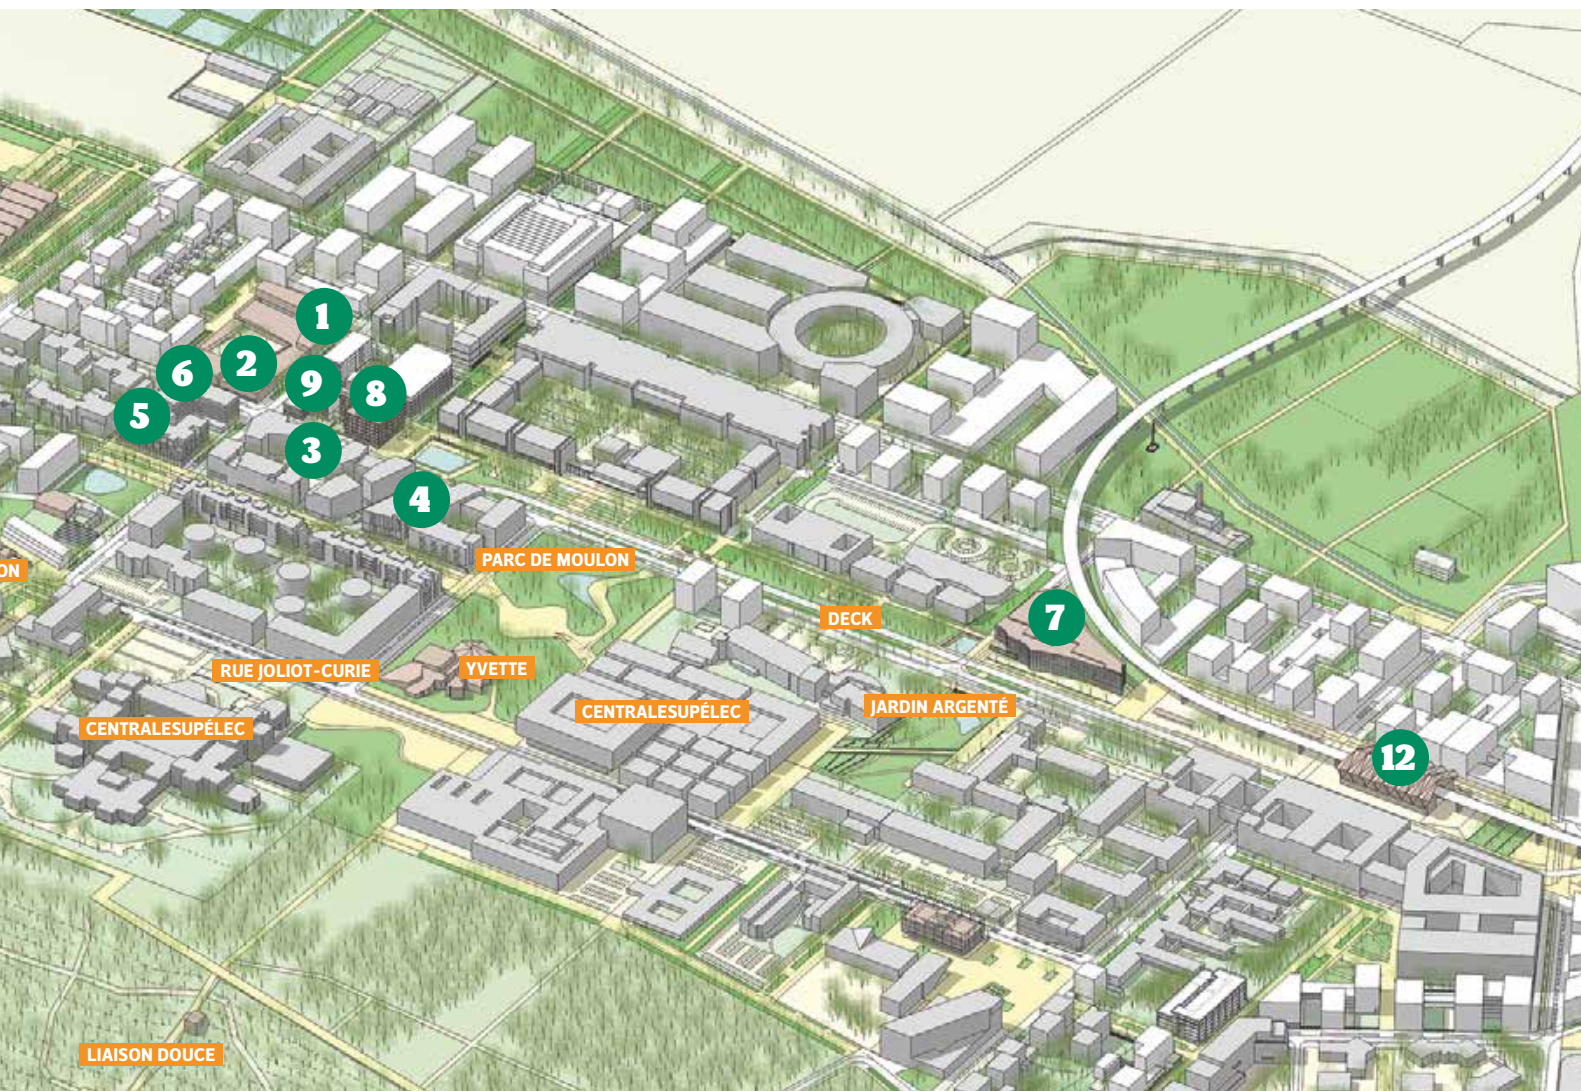 1
2
6
9
8
5
3
4
PARC DE MOULON
ON
7
DECK
RUE JOLIOT-CURIE
YVETTE
CENTRALESUPÉLEC
JARDIN ARGENTÉ
CENTRALESUPÉLEC
12
LIAISON DOUCE